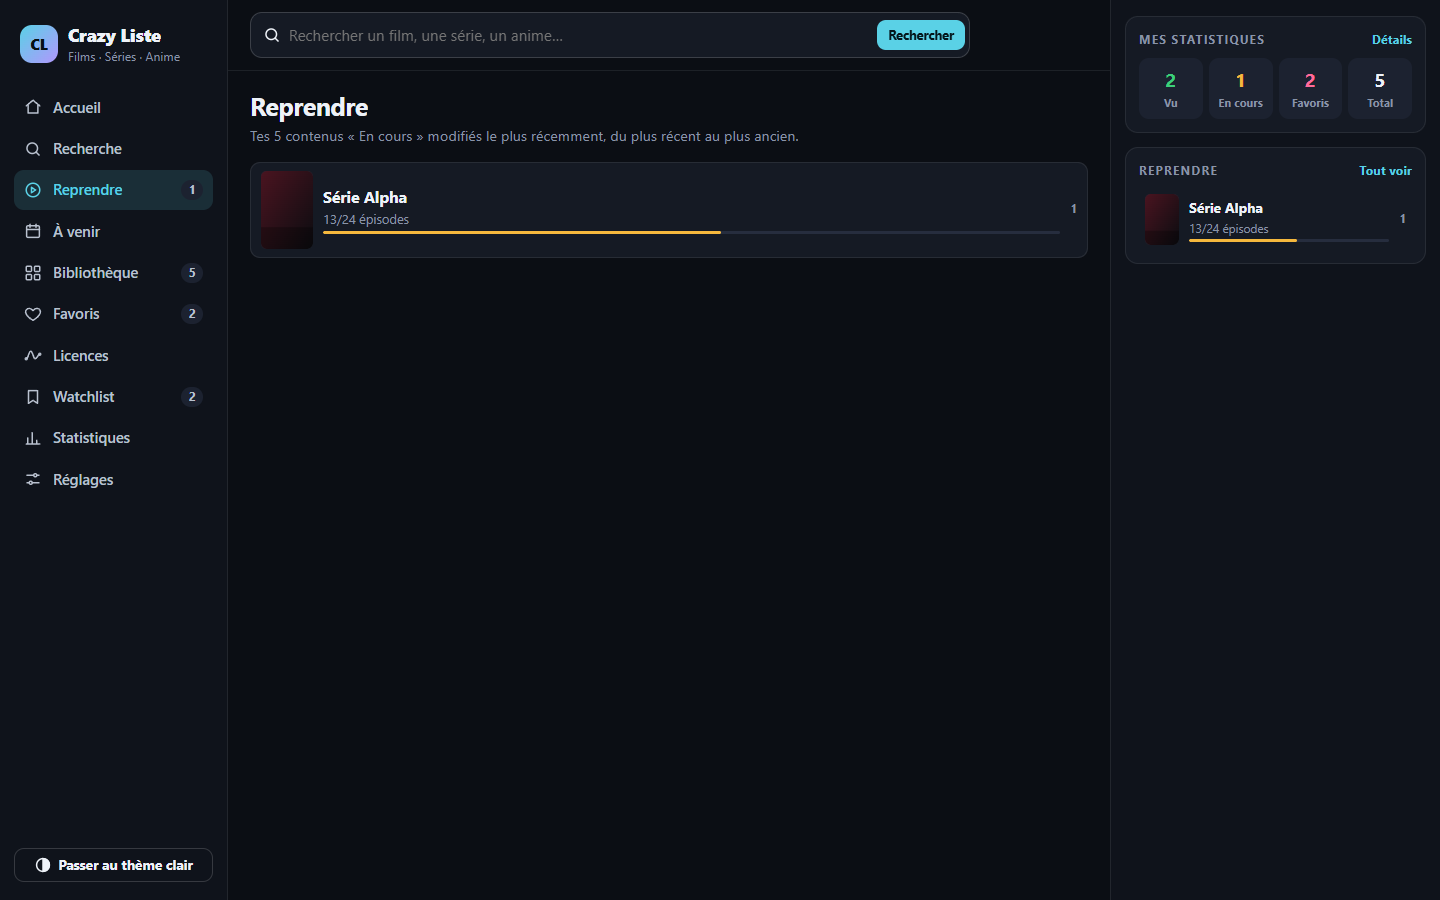 CL
Crazy Liste
Films · Séries · Anime
Accueil
Recherche
Reprendre 1
À venir
Bibliothèque 5
Favoris 2
Licences
Watchlist 2
Statistiques
Réglages
Passer au thème clair
Rechercher un film, une série, un anime...
Rechercher
Reprendre
Tes 5 contenus « En cours » modifiés le plus récemment, du plus récent au plus ancien.
Série Alpha
13/24 épisodes
1
MES STATISTIQUES Détails
2 1 2 5
Vu En cours Favoris Total
REPRENDRE Tout voir
Série Alpha
13/24 épisodes
1